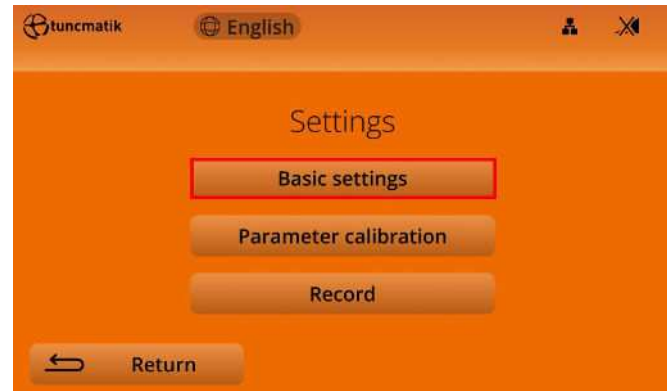 tuncmatik
English
Settings
Basic settings
Parameter calibration
Record
Return